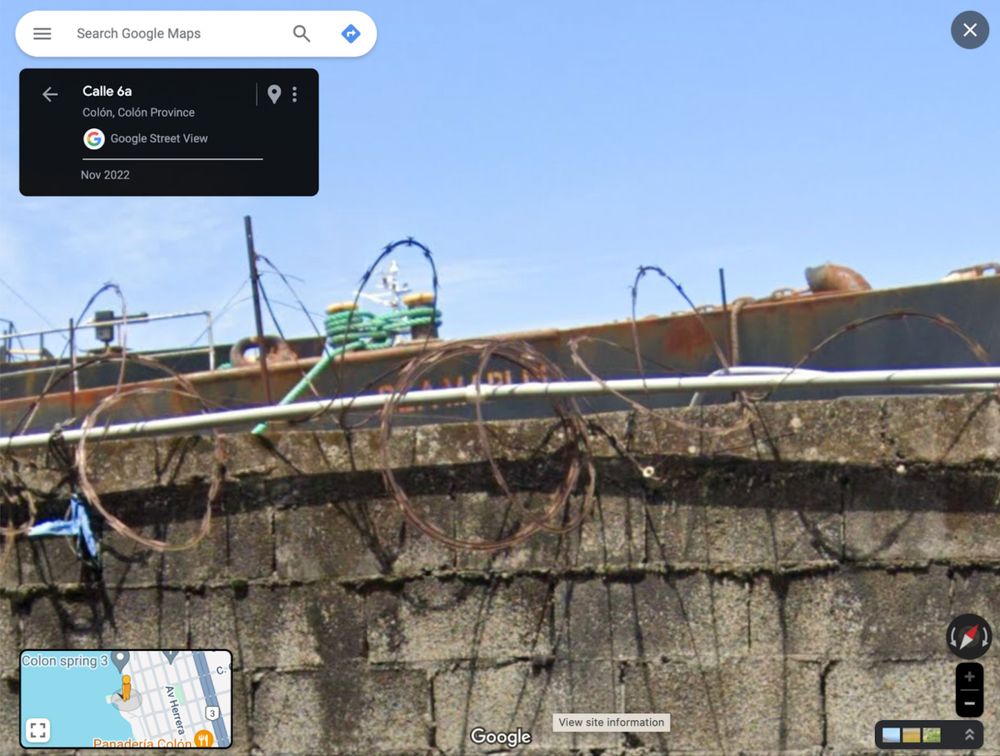 Search Google Maps
Calle 6a
Colón, Colón Province
Google Street View
Nov 2022
Colon spring 3
C.
Av Herrera
3
Panadería Colón
Google
View site information